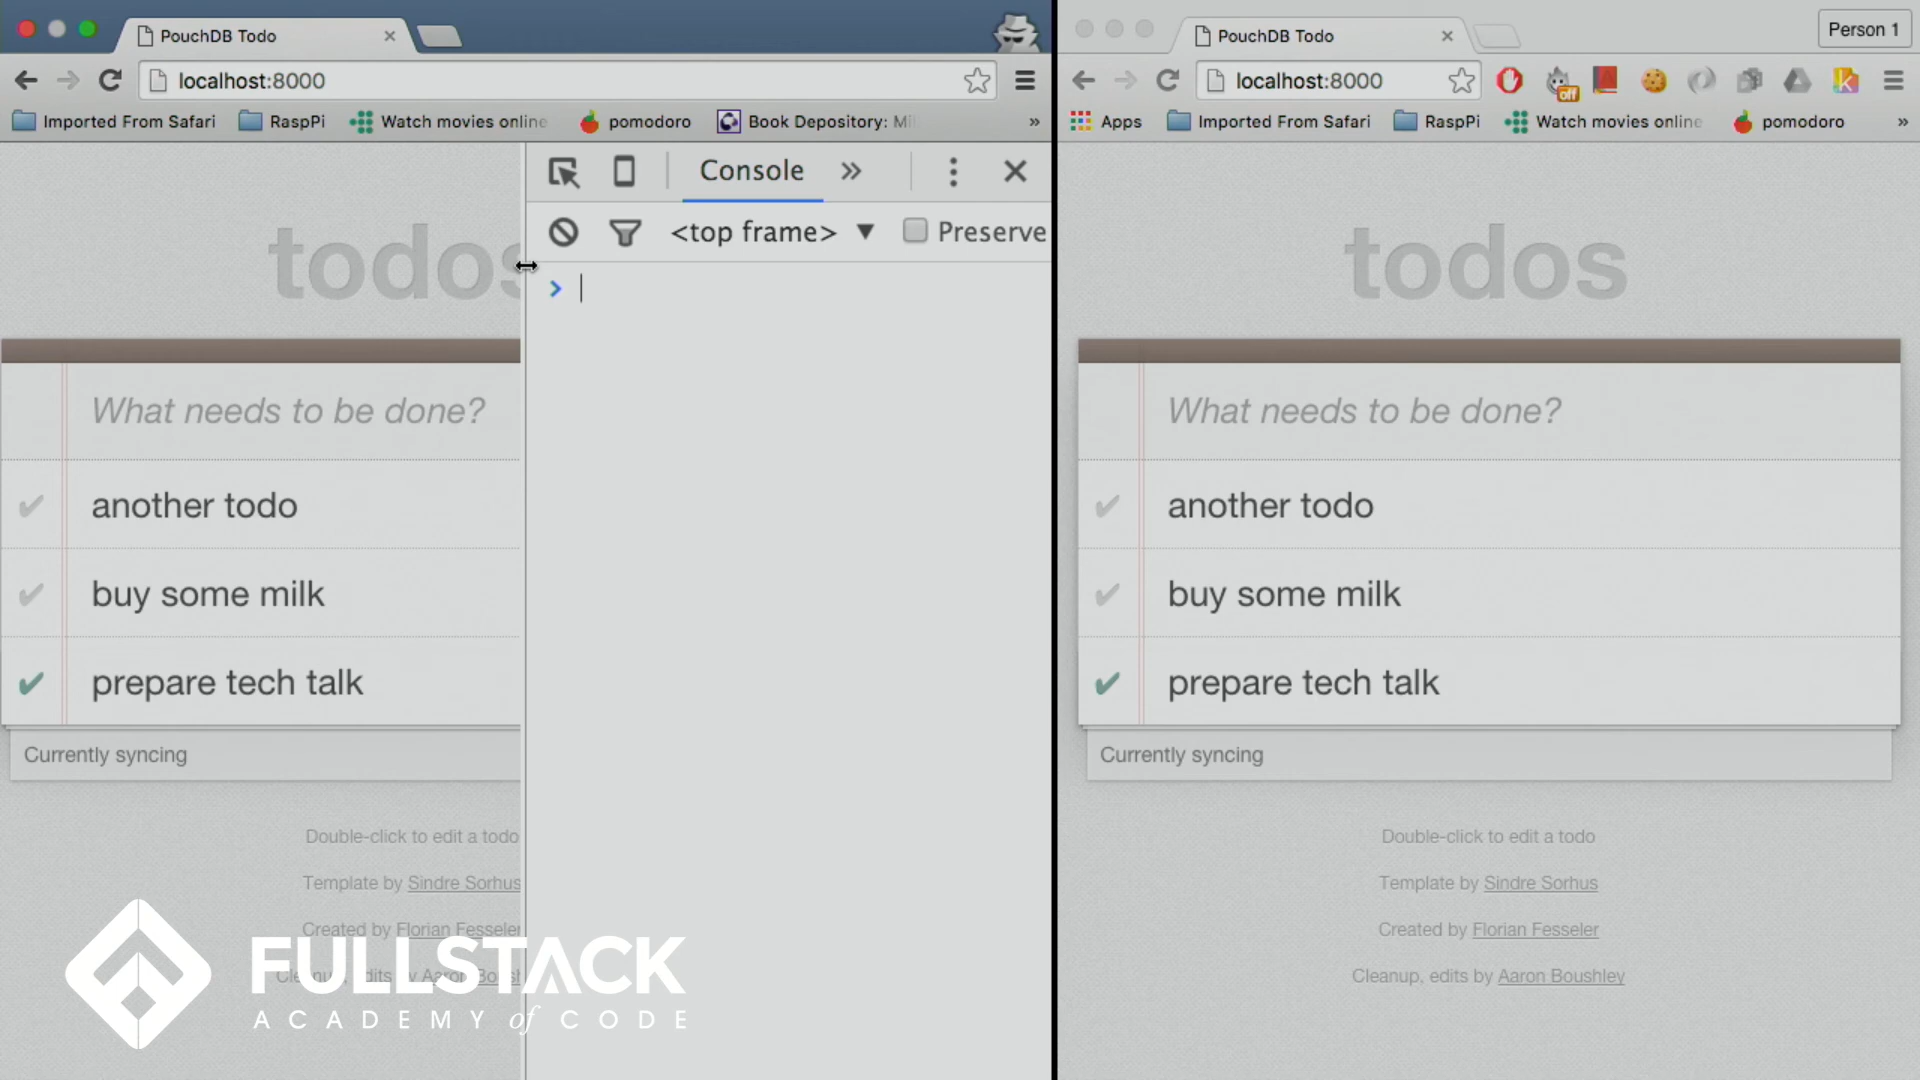 PouchDB Todo
localhost:8000
Imported From Safari
RaspPi
Watch movies online
pomodoro
Book Depository:
»
Console
<top frame>
Preserve
todos
What needs to be done?
another todo
buy some milk
prepare tech talk
Currently syncing
Double-click to edit a todo
Template by Sindre Sorhus
Created by Florian Fesseler
FULLSTACK
ACADEMY of CODE
PouchDB Todo
Person 1
localhost:8000
off
Apps
Imported From Safari
RaspPi
Watch movies online
pomodoro
»
todos
What needs to be done?
another todo
buy some milk
prepare tech talk
Currently syncing
Double-click to edit a todo
Template by Sindre Sorhus
Created by Florian Fesseler
Cleanup, edits by Aaron Boushley